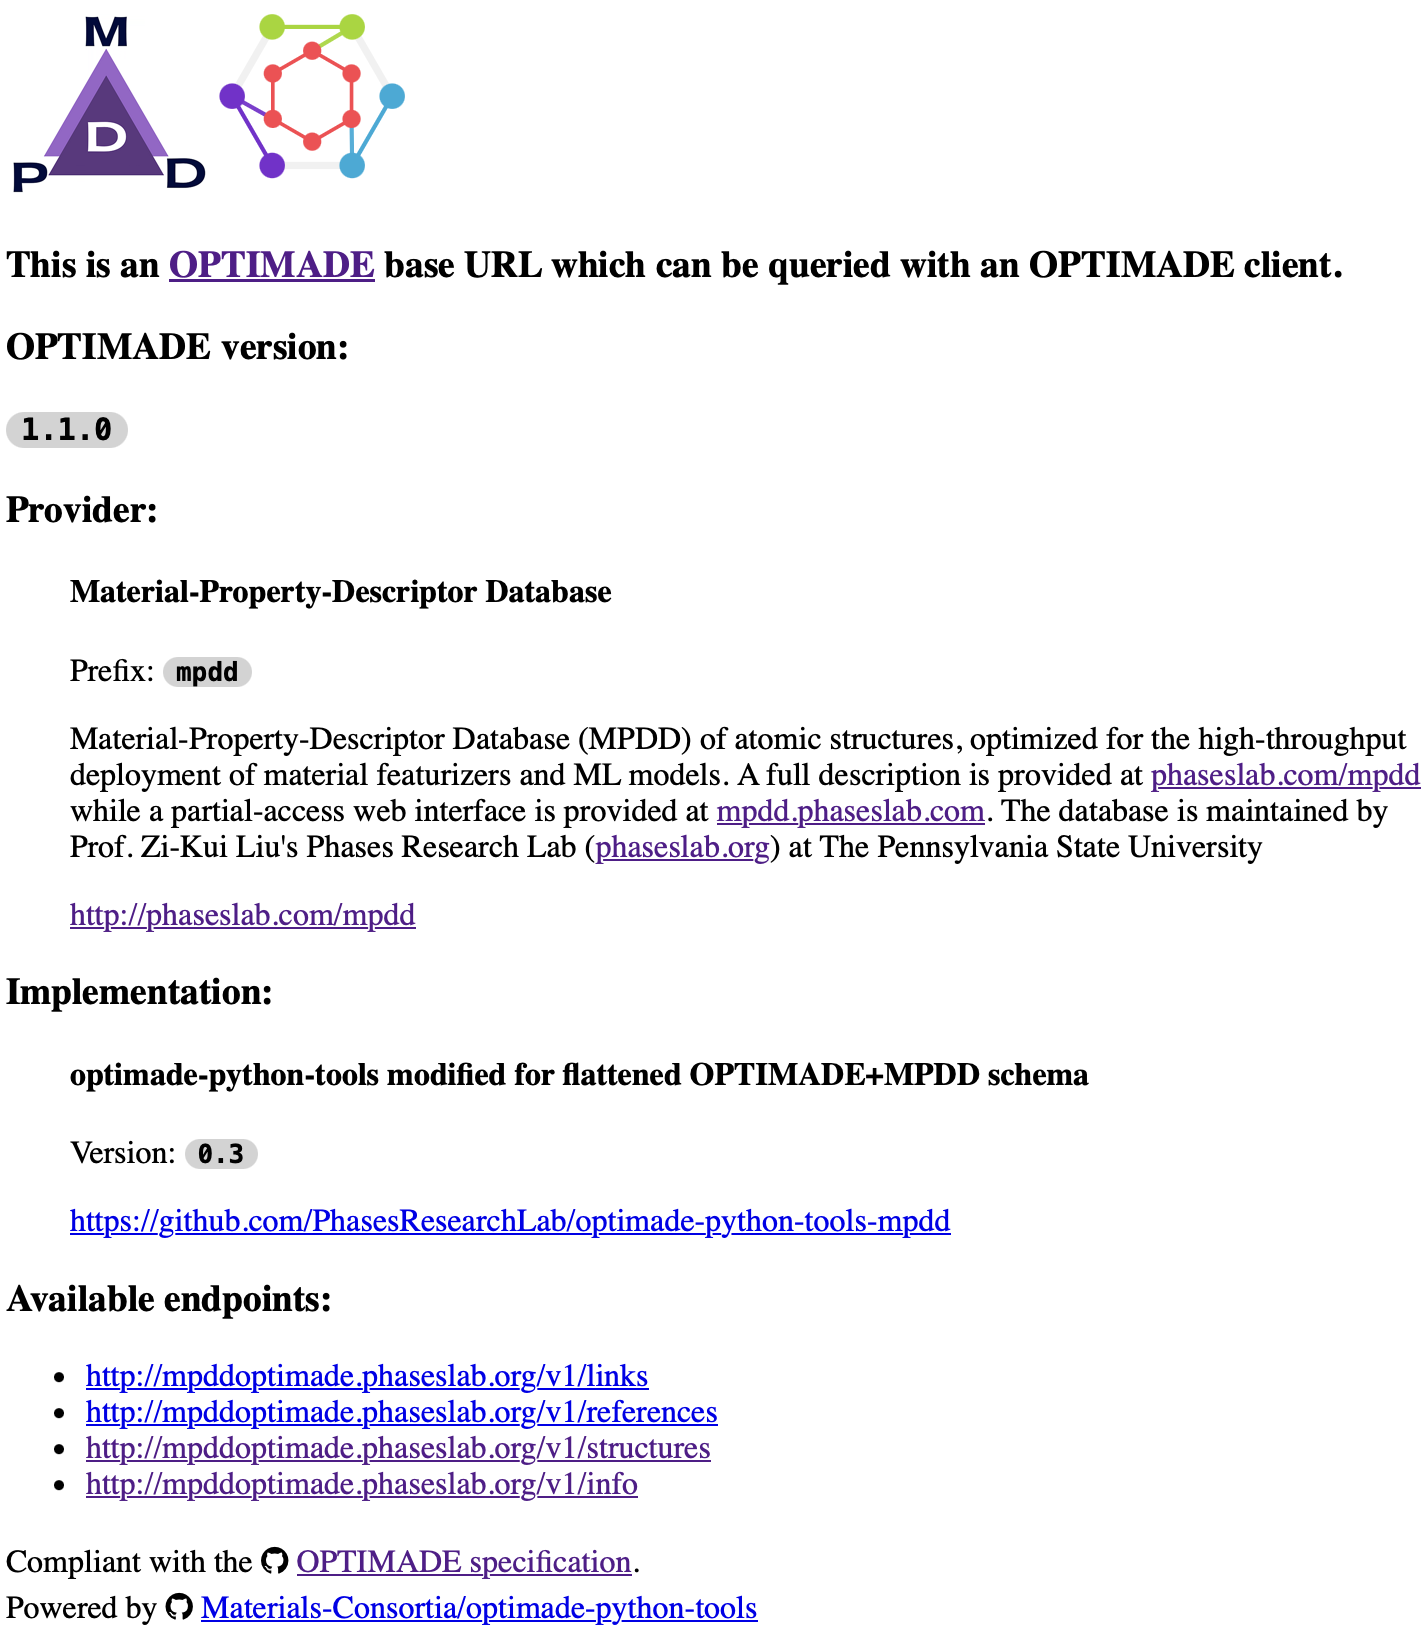 M
D
P D
This is an OPTIMADE base URL which can be queried with an OPTIMADE client.
OPTIMADE version:
1.1.0
Provider:
Material-Property-Descriptor Database
Prefix: mpdd
Material-Property-Descriptor Database (MPDD) of atomic structures, optimized for the high-throughput
deployment of material featurizers and ML models. A full description is provided at phaseslab.com/mpdd
while a partial-access web interface is provided at mpdd.phaseslab.com. The database is maintained by
Prof. Zi-Kui Liu's Phases Research Lab (phaseslab.org) at The Pennsylvania State University
http://phaseslab.com/mpdd
Implementation:
optimade-python-tools modified for flattened OPTIMADE+MPDD schema
Version: 0.3
https://github.com/PhasesResearchLab/optimade-python-tools-mpdd
Available endpoints:
• http://mpddoptimade.phaseslab.org/v1/links
• http://mpddoptimade.phaseslab.org/v1/references
• http://mpddoptimade.phaseslab.org/v1/structures
• http://mpddoptimade.phaseslab.org/v1/info
Compliant with the OPTIMADE specification.
Powered by Materials-Consortia/optimade-python-tools